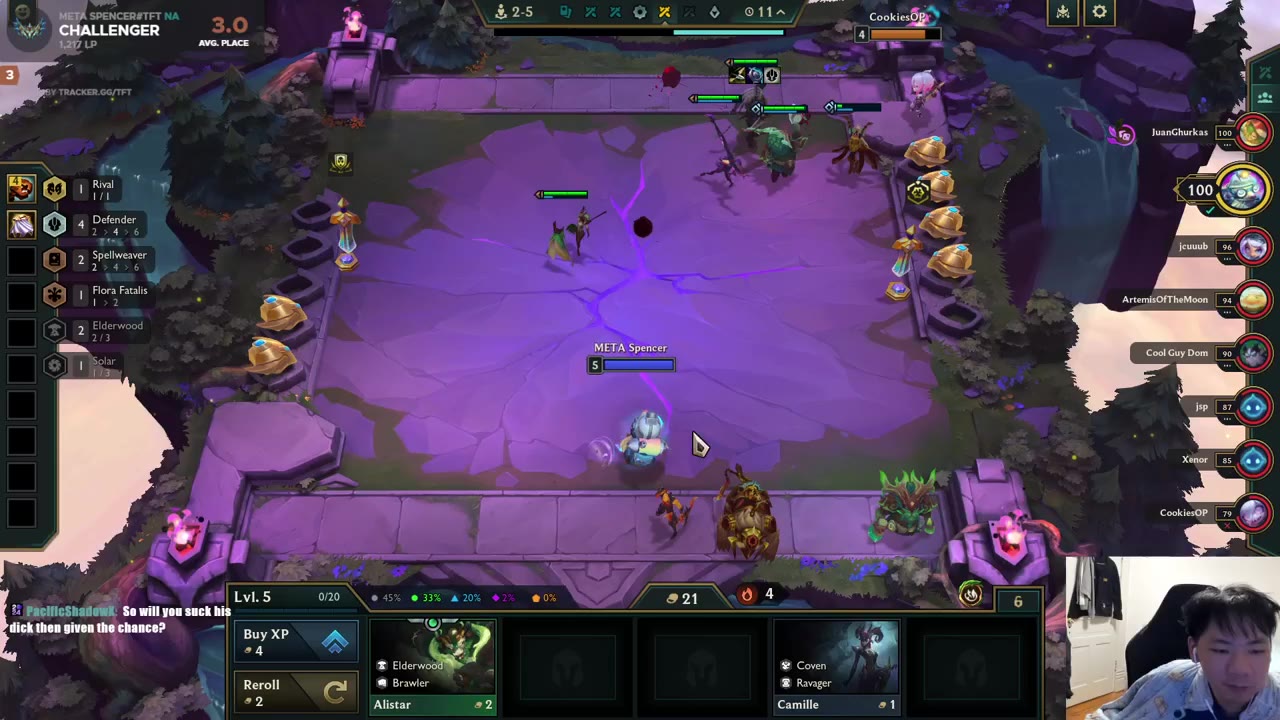 META SPENCER#TFT NA
CHALLENGER
1,217 LP
3.0
AVG. PLACE
3
BY TRACKER.GG/TFT
2-5
11
CookiesOP
4
Rival
1
1 / 1
Defender
4
2 > 4 > 6
Spellweaver
2
2 > 4 > 6
Flora Fatalis
1
1 > 2
Elderwood
2
2 / 3
Solar
1
1 / 3
META Spencer
5
JuanGhurkas 100
100
jcuuub 96
ArtemisOfTheMoon 94
Cool Guy Dom 90
jsp 87
Xenor 85
CookiesOP 79
PacificShadowK: So will you suck his
dick then given the chance?
Lvl. 5 0/20
45% 33% 20% 2% 0%
21
4
6
Buy XP
4
Reroll
2
Elderwood
Brawler
Alistar 2
Coven
Ravager
Camille 1